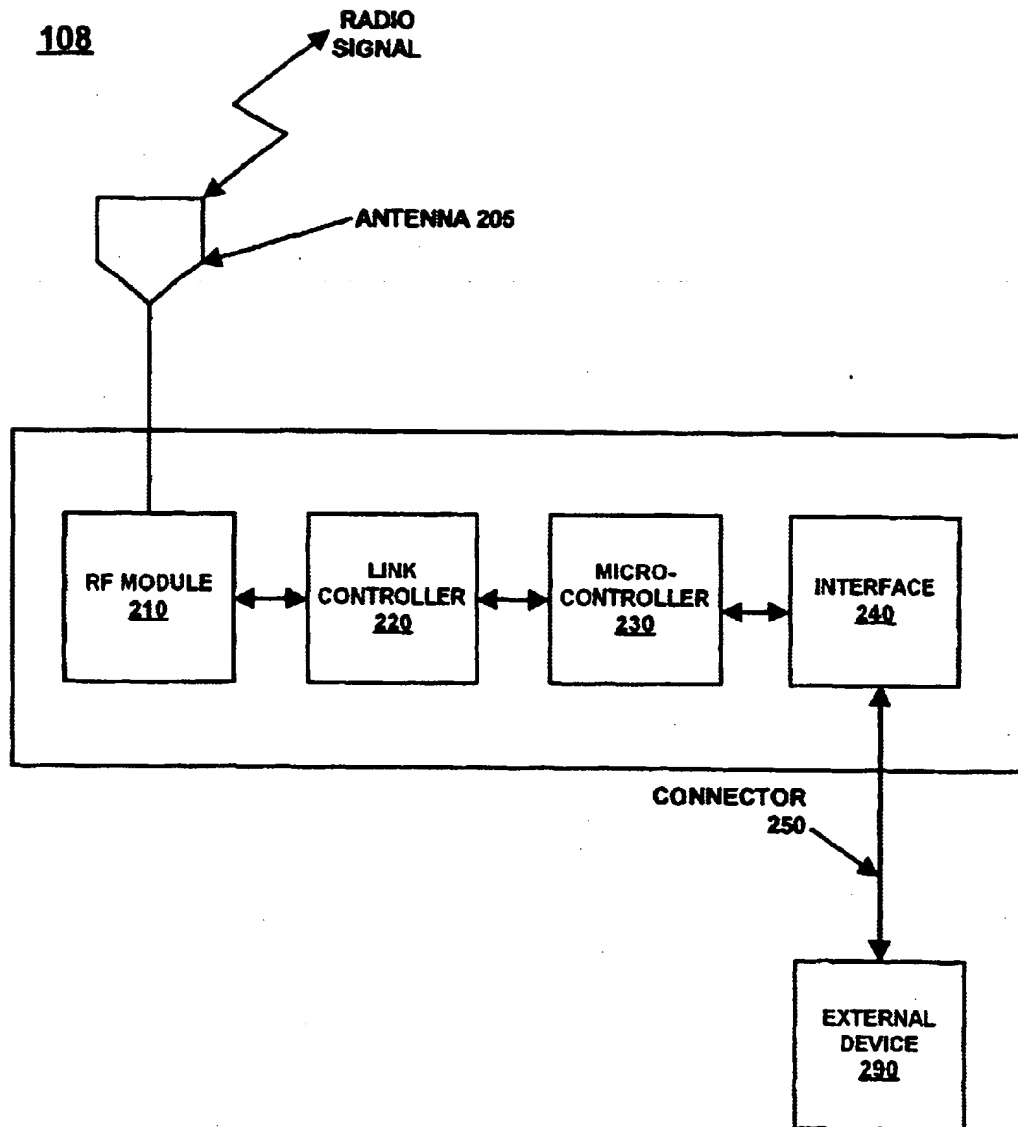 108
RADIO
SIGNAL
ANTENNA 205
RF MODULE
210
LINK
CONTROLLER
220
MICRO-
CONTROLLER
230
INTERFACE
240
CONNECTOR
250
EXTERNAL
DEVICE
290